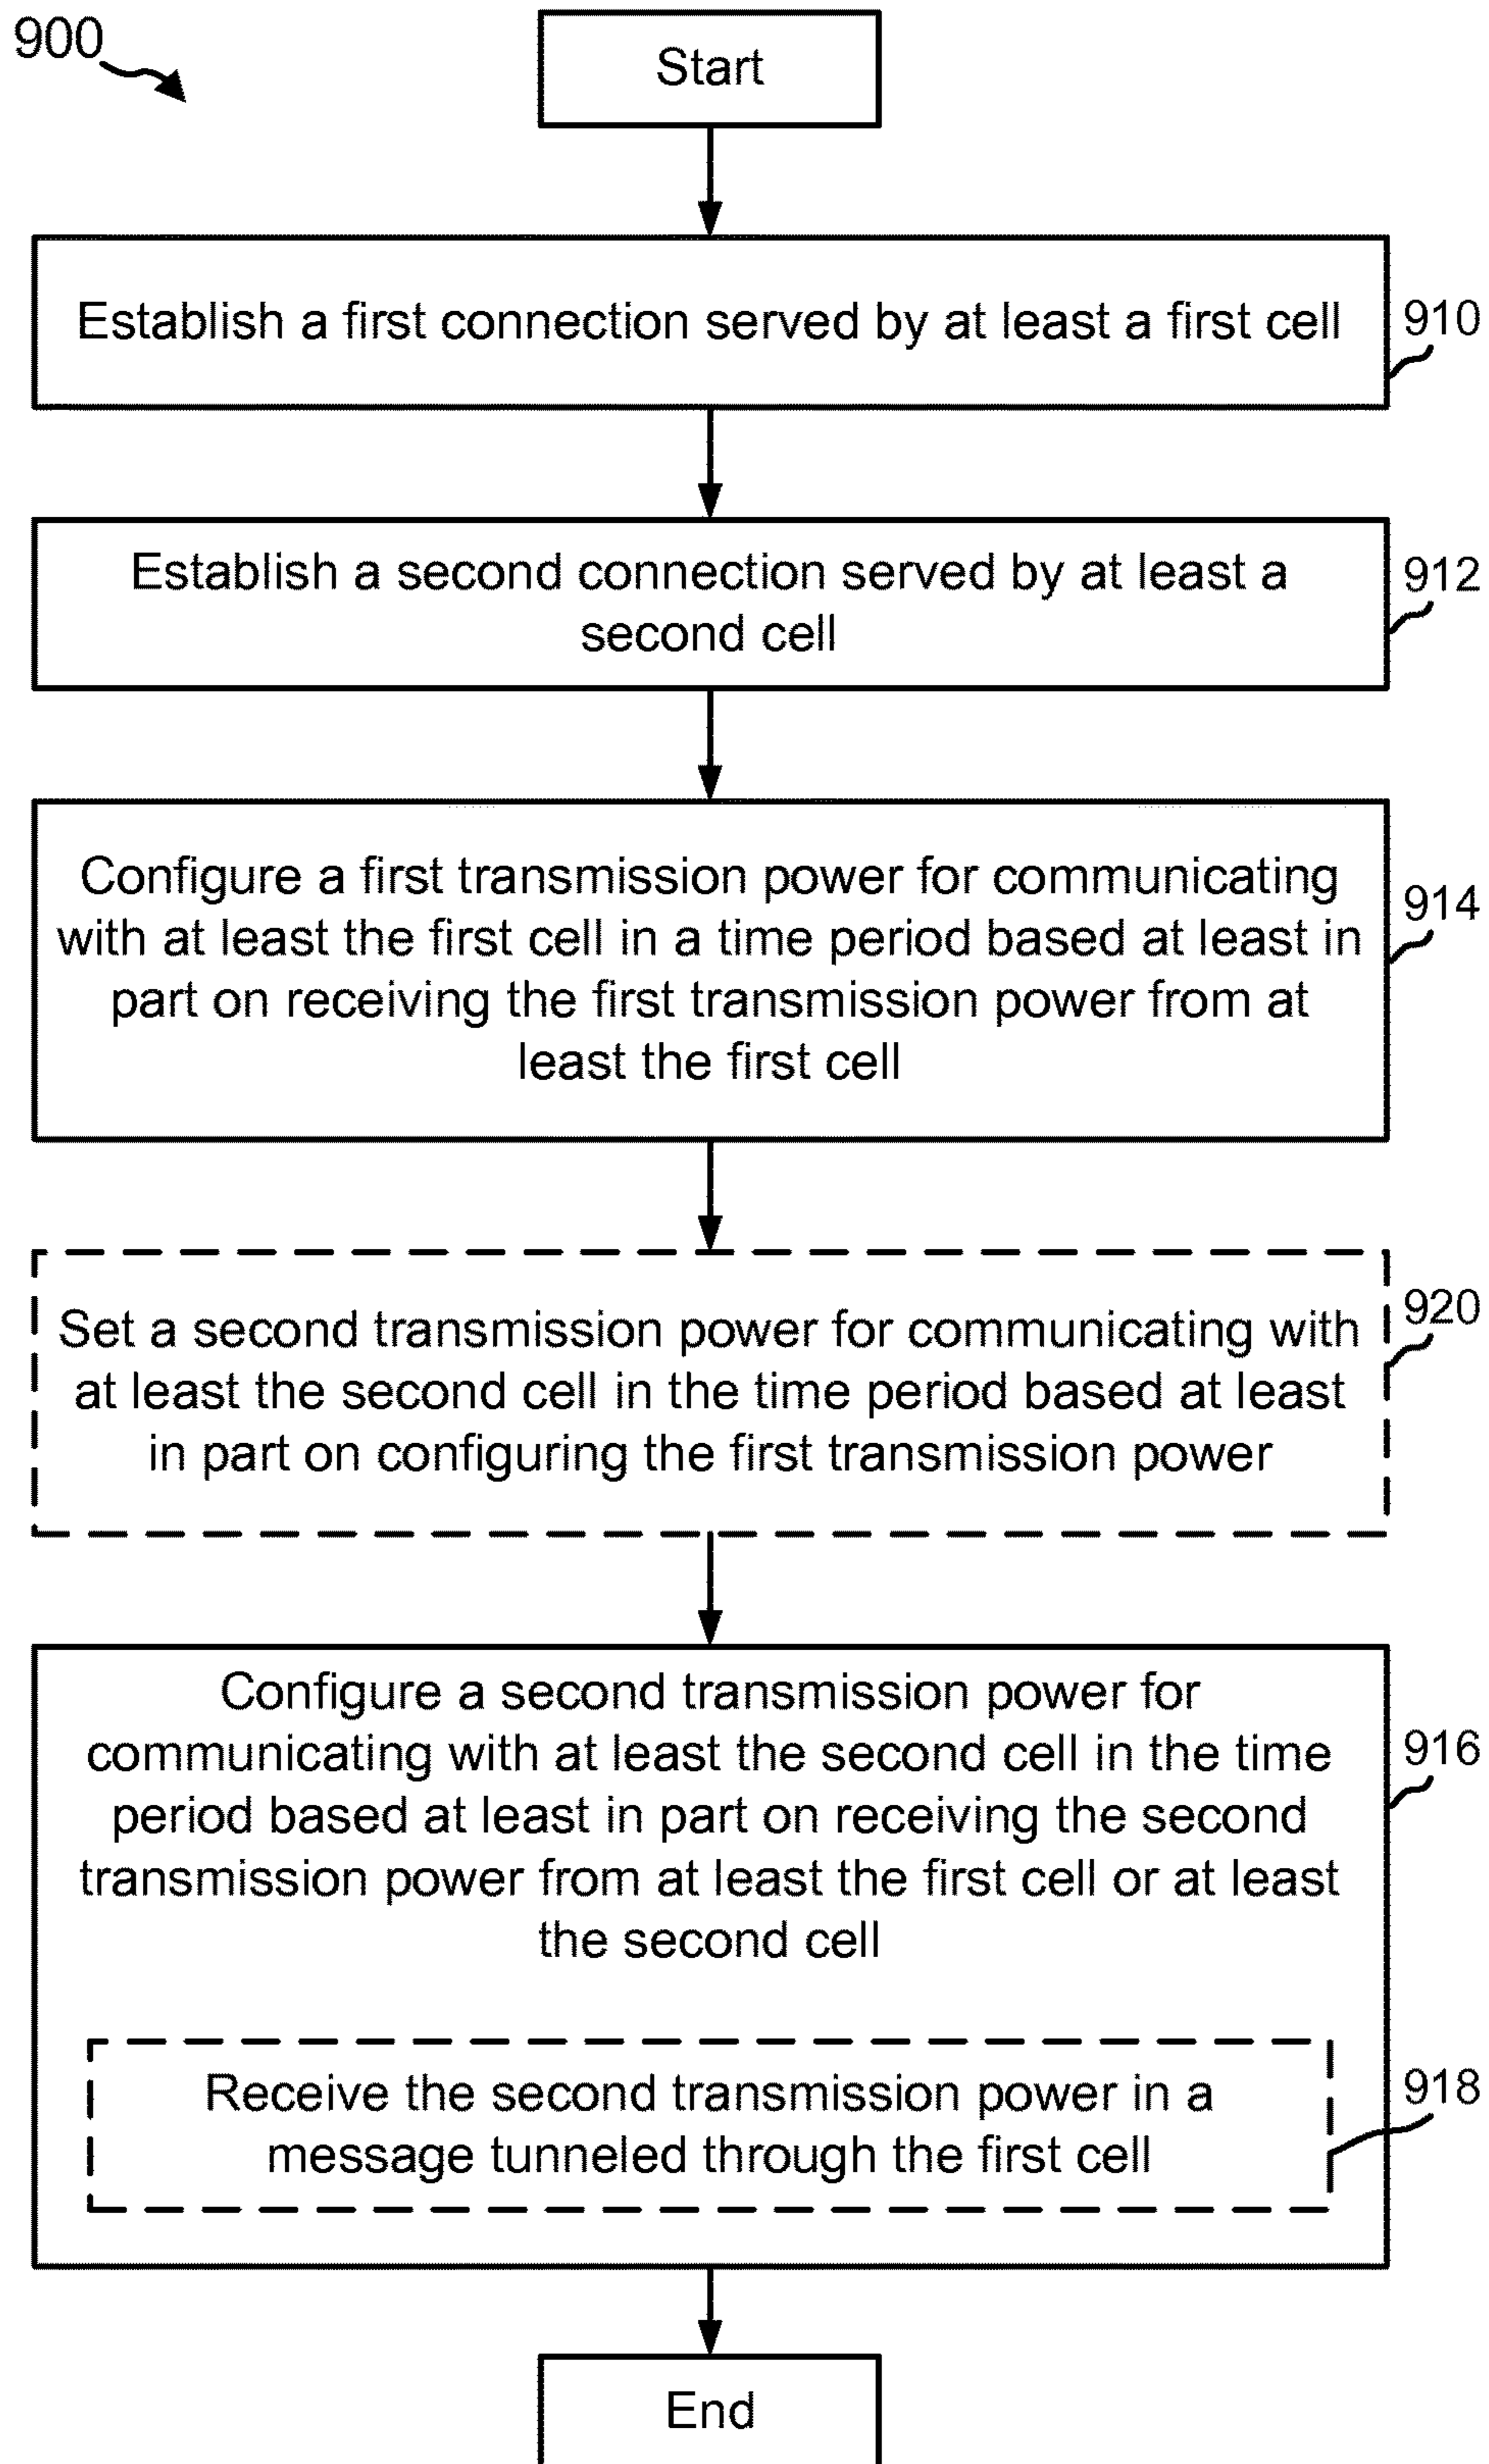 900
Start
Establish a first connection served by at least a first cell
910
Establish a second connection served by at least a
second cell
912
Configure a first transmission power for communicating
with at least the first cell in a time period based at least in
part on receiving the first transmission power from at
least the first cell
914
Set a second transmission power for communicating with
at least the second cell in the time period based at least
in part on configuring the first transmission power
920
Configure a second transmission power for
communicating with at least the second cell in the time
period based at least in part on receiving the second
transmission power from at least the first cell or at least
the second cell
916
Receive the second transmission power in a
message tunneled through the first cell
918
End